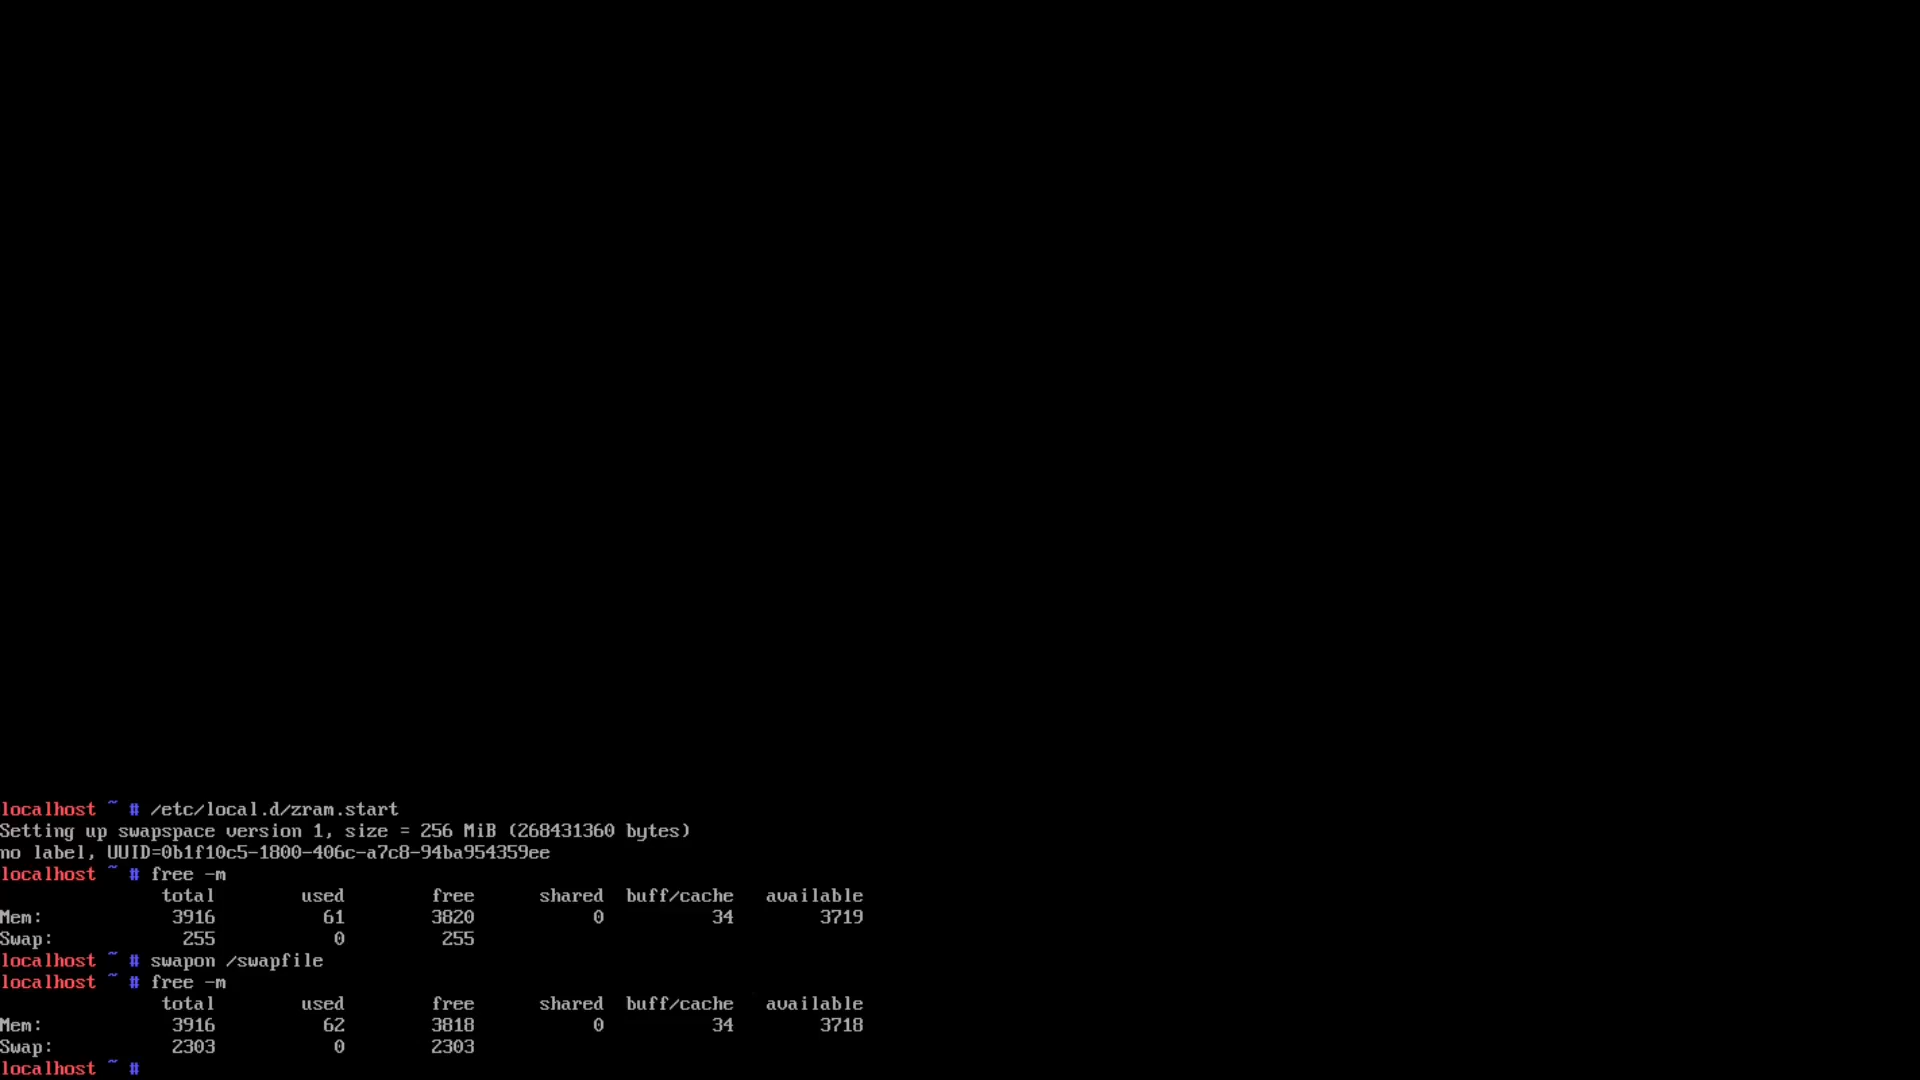 localhost ~ # /etc/local.d/zram.start
Setting up swapspace version 1, size = 256 MiB (268431360 bytes)
no label, UUID=0b1f10c5-1800-406c-a7c8-94ba954359ee
localhost ~ # free -m
total used free shared buff/cache available
Mem: 3916 61 3820 0 34 3719
Swap: 255 0 255
localhost ~ # swapon /swapfile
localhost ~ # free -m
total used free shared buff/cache available
Mem: 3916 62 3818 0 34 3718
Swap: 2303 0 2303
localhost ~ #